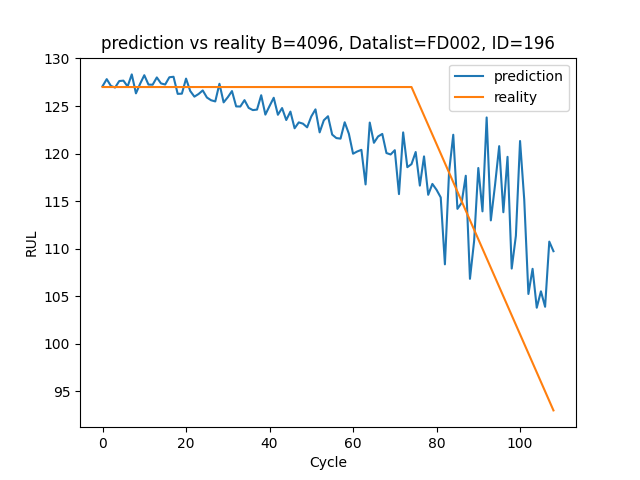 prediction vs reality B=4096, Datalist=FD002, ID=196
prediction
reality
130
125
120
115
110
105
100
95
RUL
0 20 40 60 80 100
Cycle